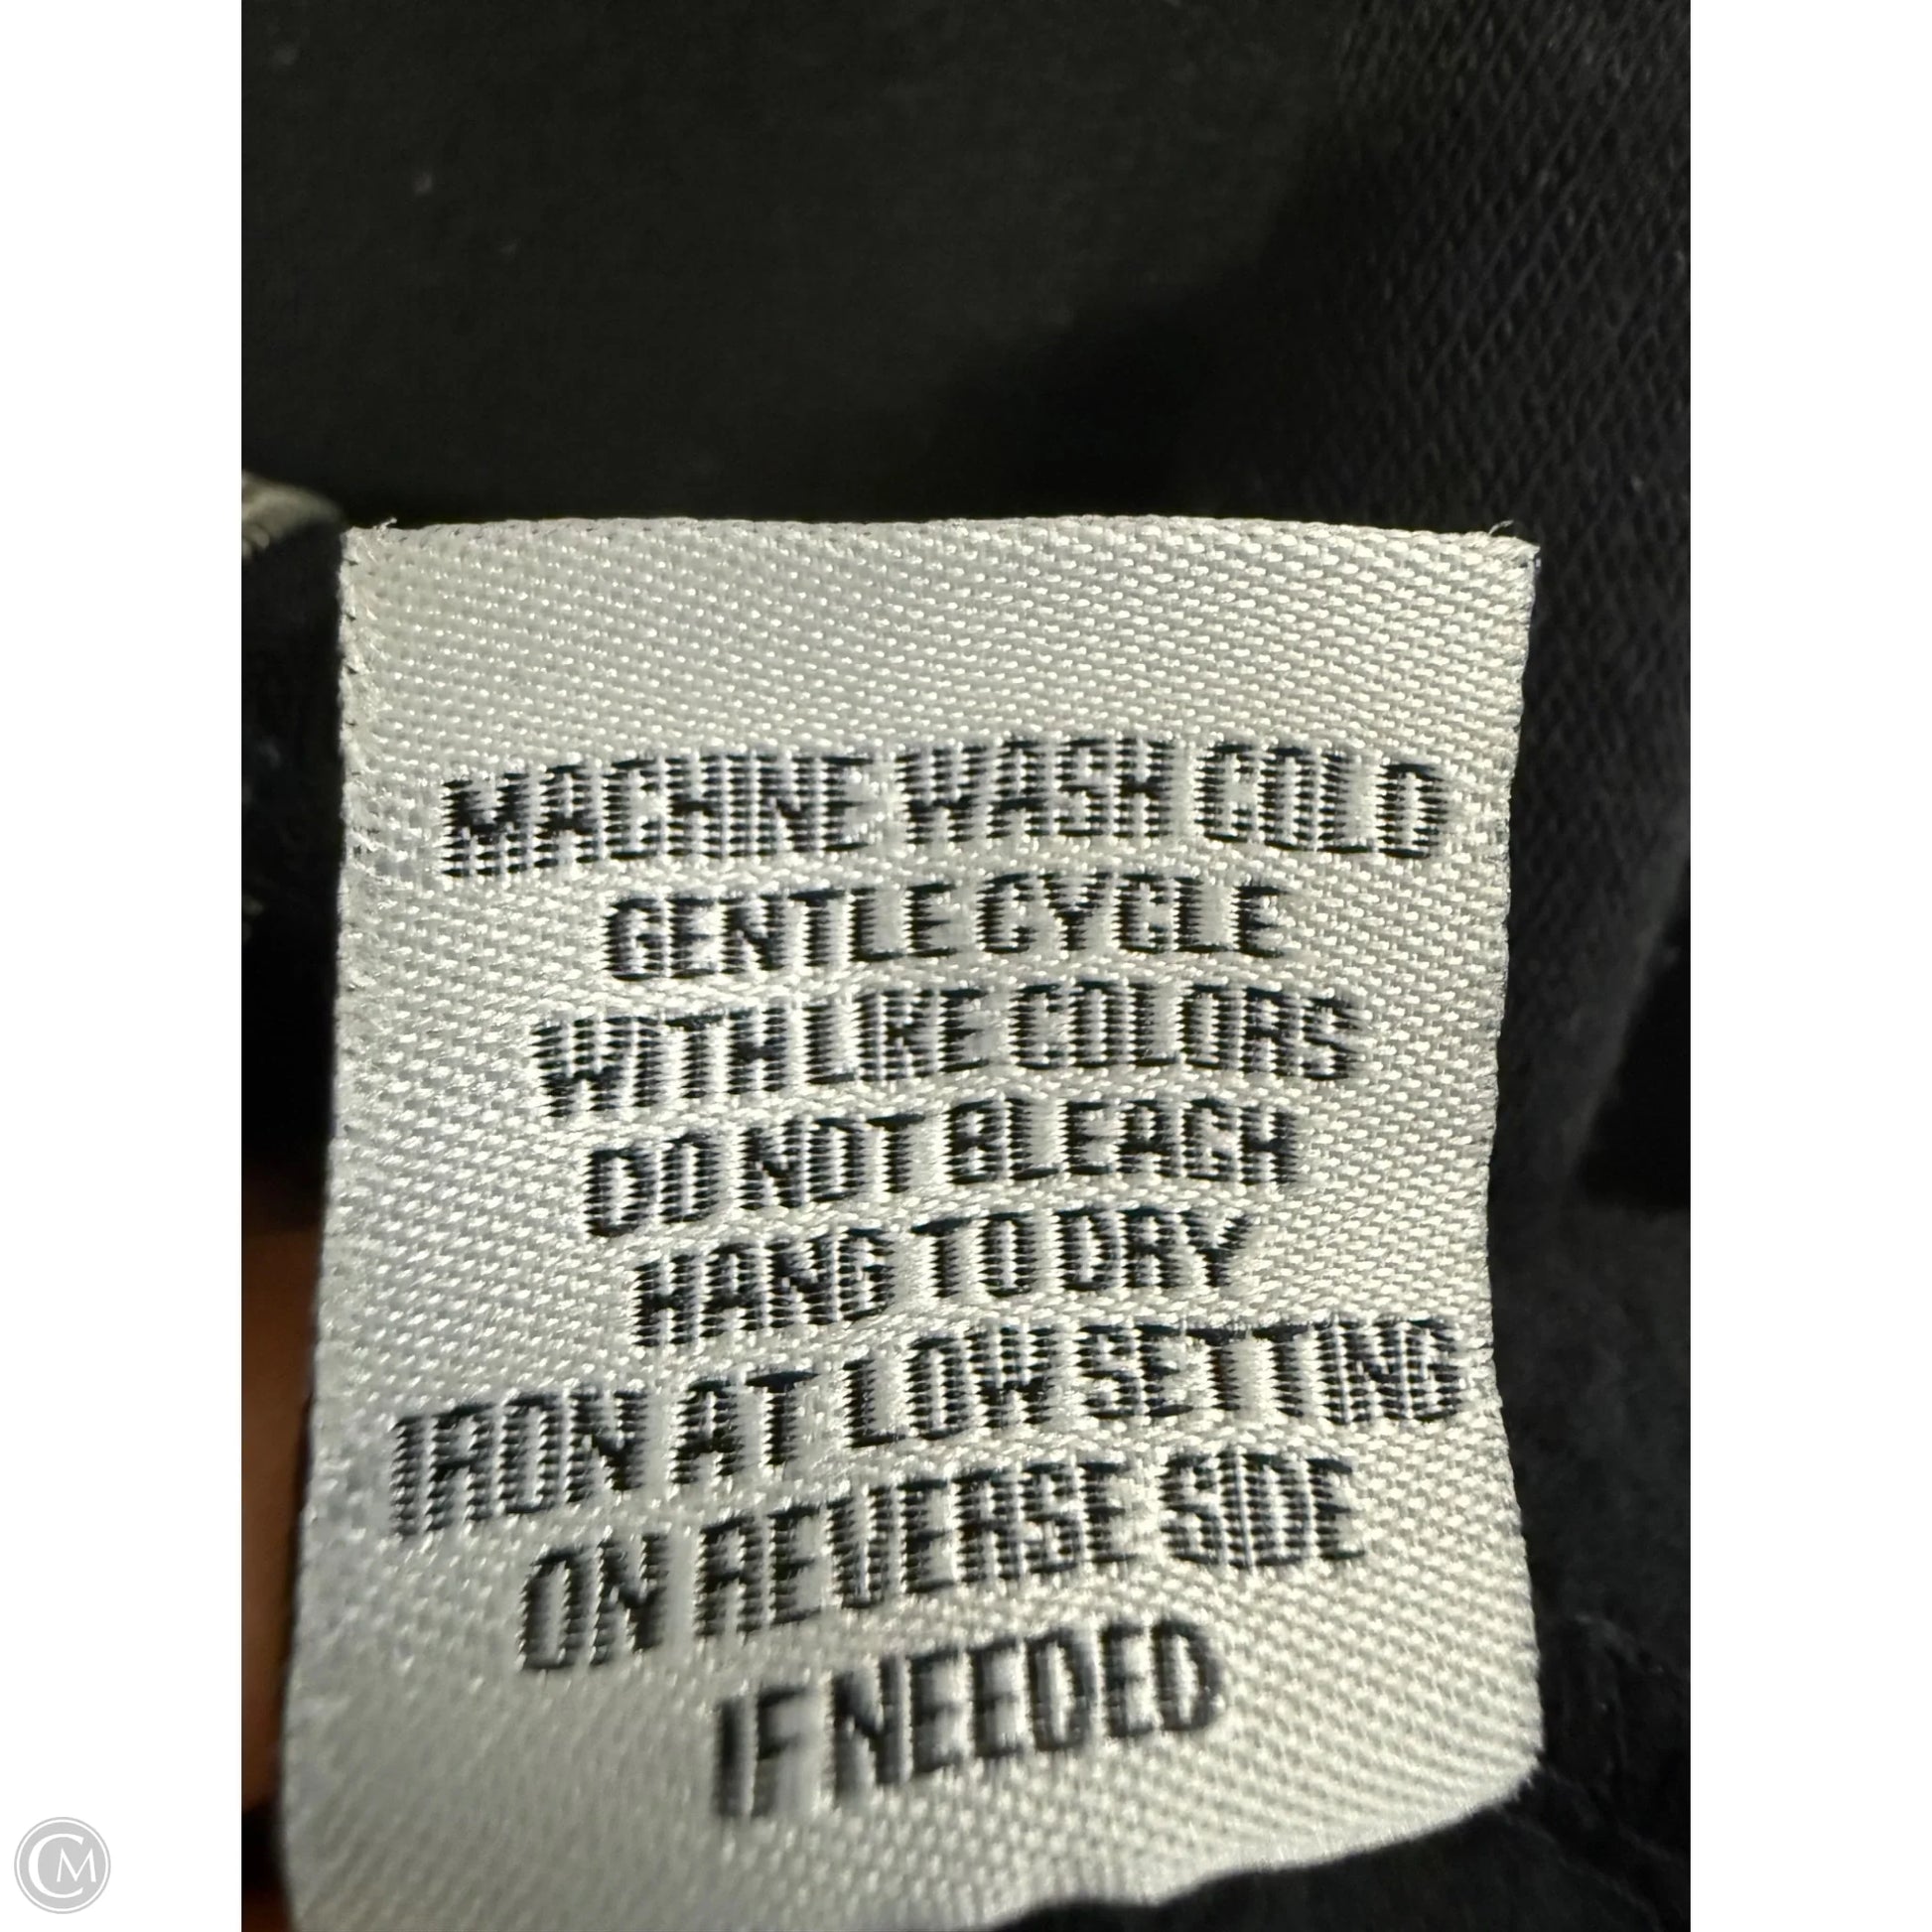 MACHINE WASH COLD
GENTLE CYCLE
WITH LIKE COLORS
DO NOT BLEACH
HANG TO DRY
IRON AT LOW SETTING
ON REVERSE SIDE
IF NEEDED
CM